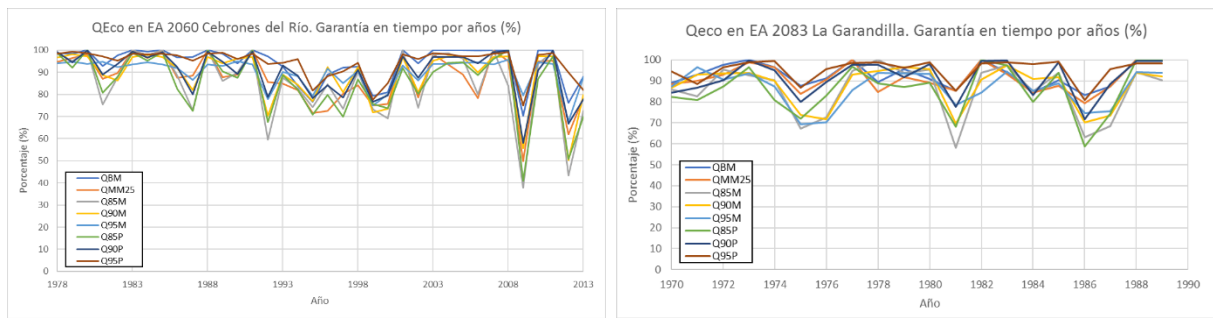 QEco en EA 2060 Cebrones del Río. Garantía en tiempo por años (%)
Porcentaje (%)
100
90
80
70
60
50
40
30
20
10
0
QBM
QMM25
Q85M
Q90M
Q95M
Q85P
Q90P
Q95P
1978 1983 1988 1993 1998 2003 2008 2013
Año
Qeco en EA 2083 La Garandilla. Garantía en tiempo por años (%)
Porcentaje (%)
100
90
80
70
60
50
40
30
20
10
0
QBM
QMM25
Q85M
Q90M
Q95M
Q85P
Q90P
Q95P
1970 1972 1974 1976 1978 1980 1982 1984 1986 1988 1990
Año